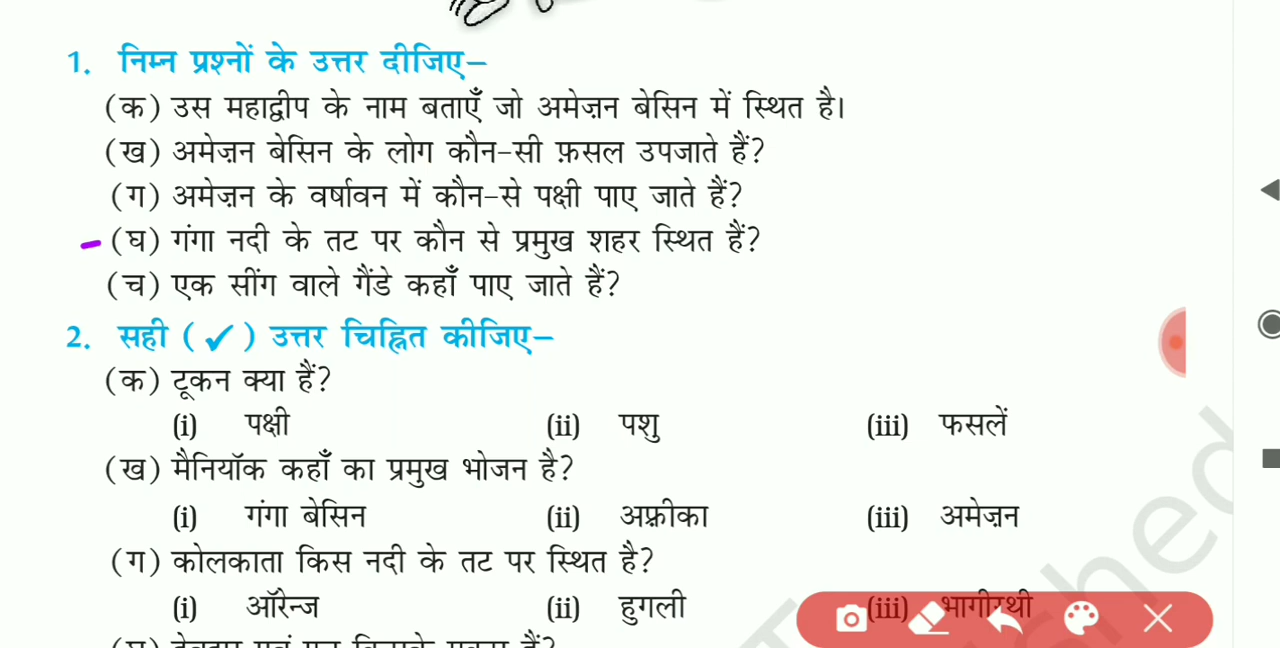 1. निम्न प्रश्नों के उत्तर दीजिए–
(क) उस महाद्वीप के नाम बताएँ जो अमेज़न बेसिन में स्थित है।
(ख) अमेज़न बेसिन के लोग कौन-सी फ़सल उपजाते हैं?
(ग) अमेज़न के वर्षावन में कौन-से पक्षी पाए जाते हैं?
(घ) गंगा नदी के तट पर कौन से प्रमुख शहर स्थित हैं?
(च) एक सींग वाले गैंडे कहाँ पाए जाते हैं?
2. सही (✓) उत्तर चिह्नित कीजिए–
(क) टूकन क्या हैं?
(i) पक्षी (ii) पशु (iii) फसलें
(ख) मैनियॉक कहाँ का प्रमुख भोजन है?
(i) गंगा बेसिन (ii) अफ़्रीका (iii) अमेज़न
(ग) कोलकाता किस नदी के तट पर स्थित है?
(i) ऑरेन्ज (ii) हुगली (iii) भागीरथी